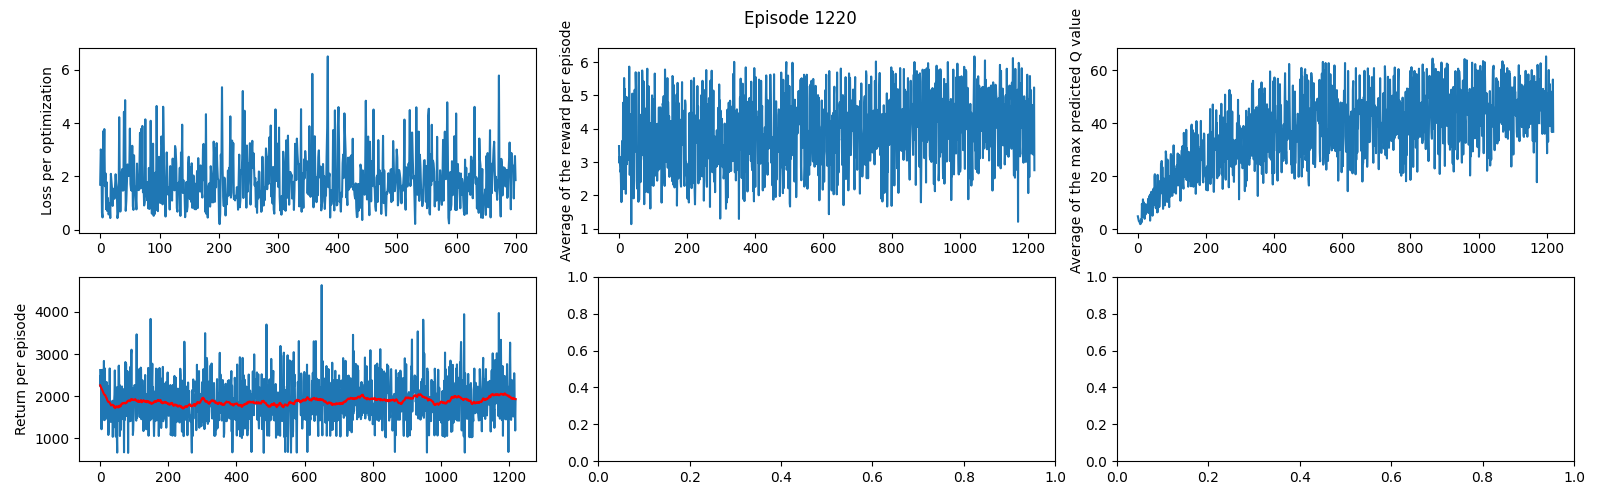 Episode 1220
Loss per optimization
6
4
2
0
0 100 200 300 400 500 600 700
Average of the reward per episode
6
5
4
3
2
1
0 200 400 600 800 1000 1200
Average of the max predicted Q value
60
40
20
0
0 200 400 600 800 1000 1200
Return per episode
4000
3000
2000
1000
0 200 400 600 800 1000 1200
1.0
0.8
0.6
0.4
0.2
0.0
0.0 0.2 0.4 0.6 0.8 1.0
1.0
0.8
0.6
0.4
0.2
0.0
0.0 0.2 0.4 0.6 0.8 1.0